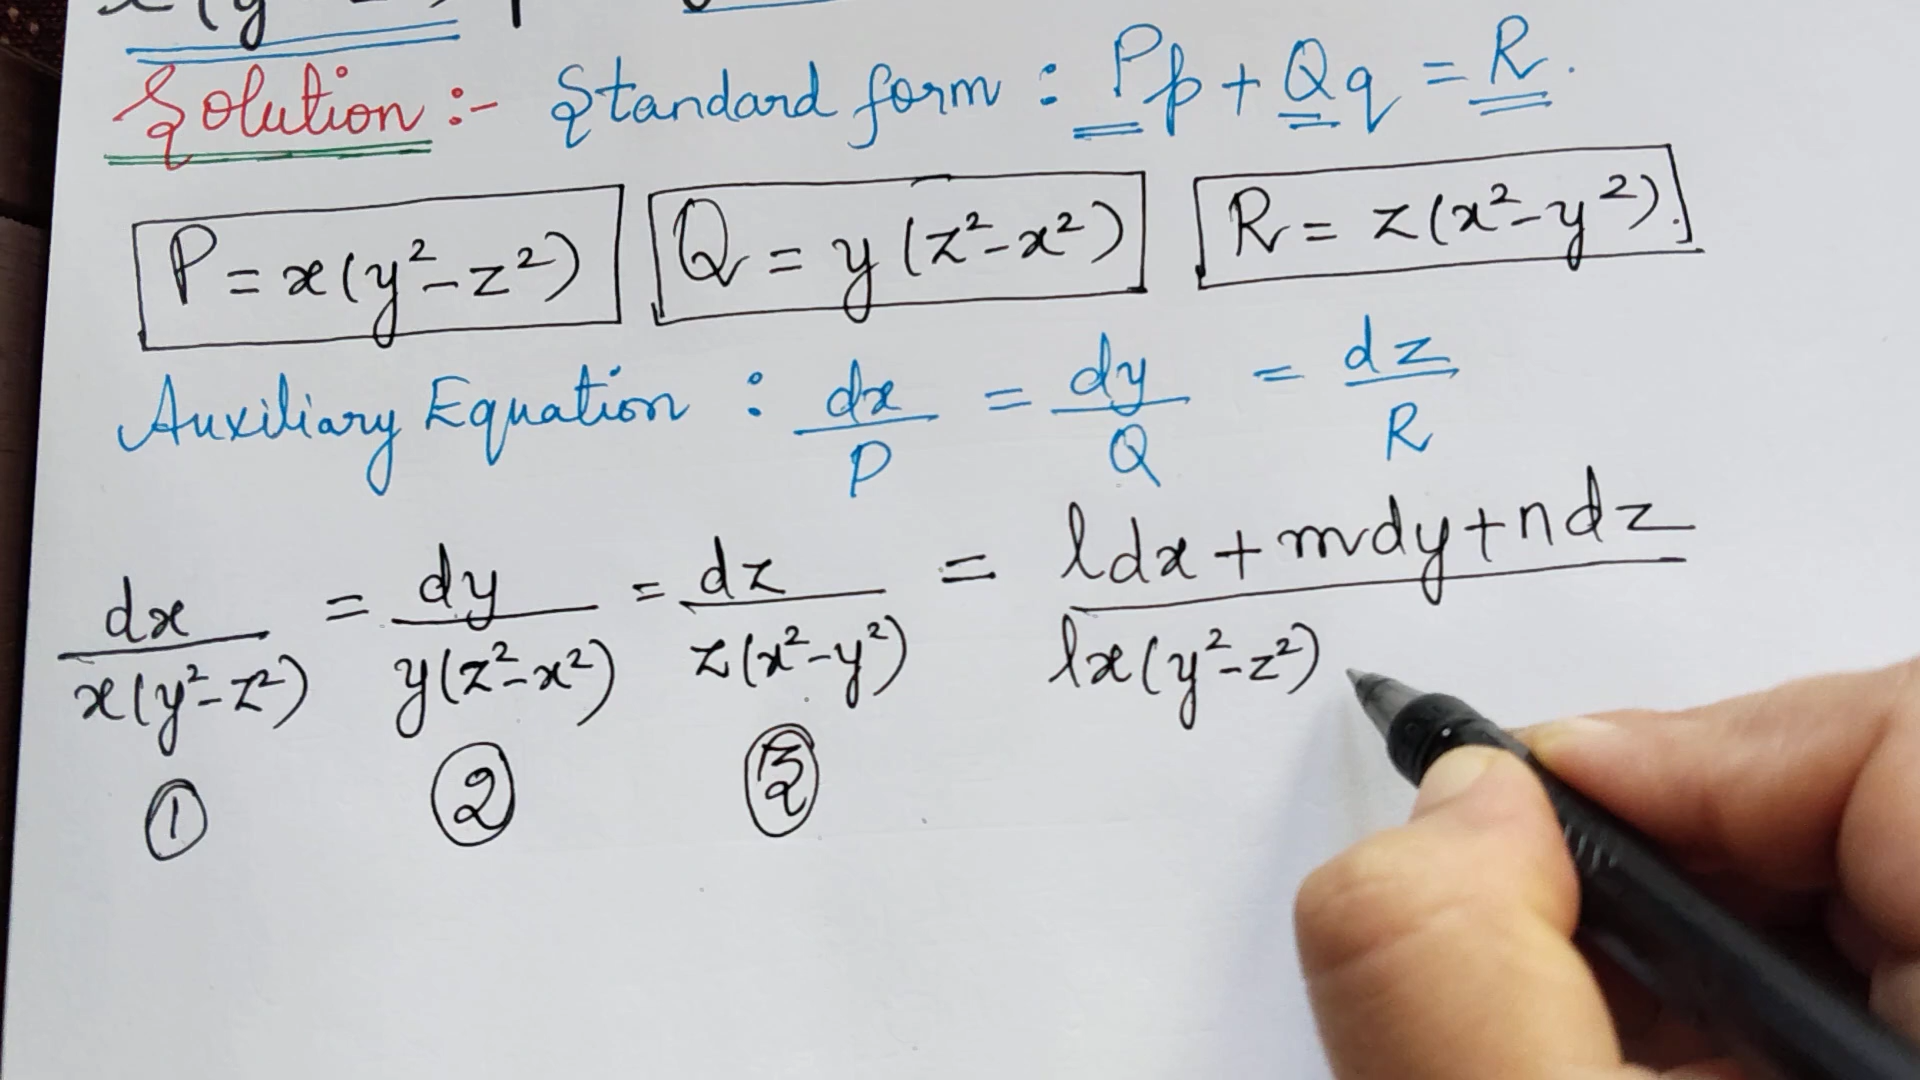 x(y
Solution :- Standard form : Pp + Qq = R.
P = x(y²-z²) Q = y(z²-x²) R = z(x²-y²).
Auxiliary Equation : dx/P = dy/Q = dz/R
dx/x(y²-z²) = dy/y(z²-x²) = dz/z(x²-y²) = ldx + mdy + ndz/lx(y²-z²)
① ② ③